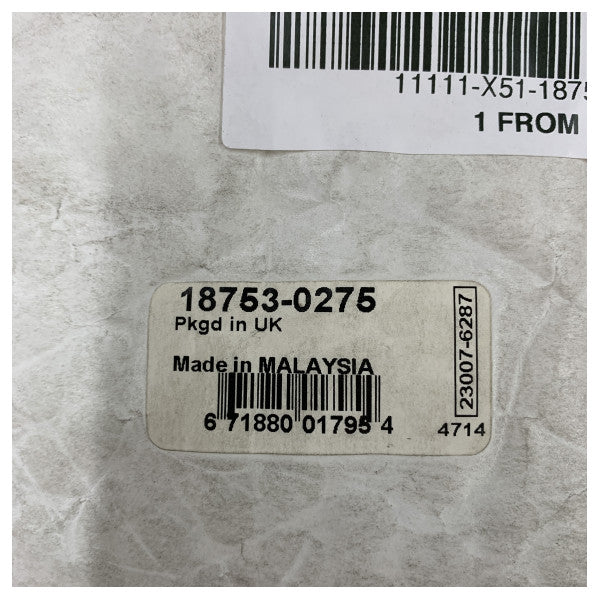 11111-X51-1875
1 FROM
18753-0275
Pkgd in UK
Made in MALAYSIA
6 71880 01795 4
4714
23007-6287